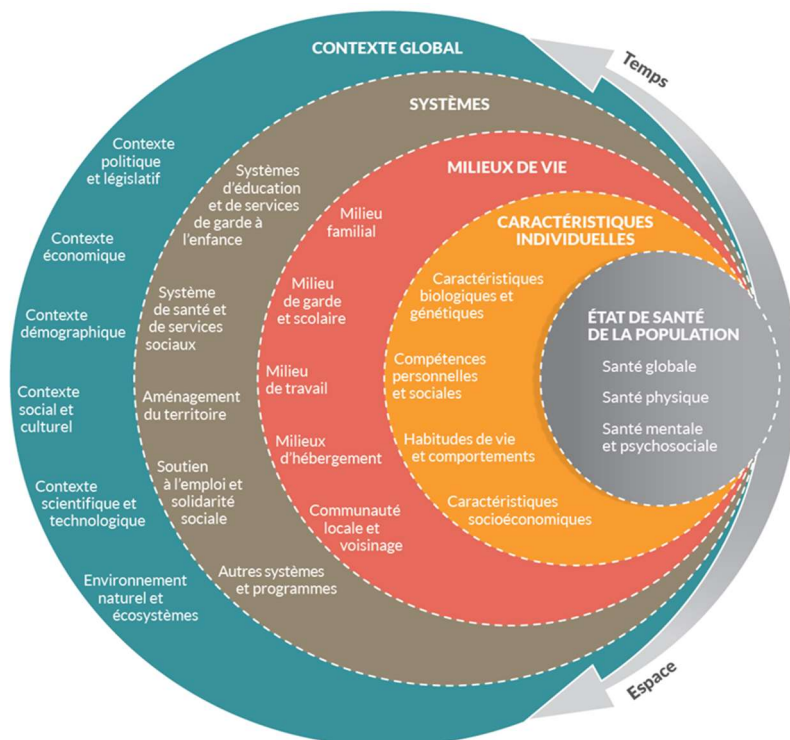 CONTEXTE GLOBAL
Contexte
politique
et législatif
Contexte
économique
Contexte
démographique
Contexte
social et
culturel
Contexte
scientifique et
technologique
Environnement
naturel et
écosystèmes
SYSTÈMES
Systèmes
d'éducation
et de services
de garde à
l'enfance
Système
de santé et
de services
sociaux
Aménagement
du territoire
Soutien
à l'emploi et
solidarité
sociale
Autres systèmes
et programmes
MILIEUX DE VIE
Milieu
familial
Milieu
de garde
et scolaire
Milieu
de travail
Milieux
d'hébergement
Communauté
locale et
voisinage
CARACTÉRISTIQUES
INDIVIDUELLES
Caractéristiques
biologiques et
génétiques
Compétences
personnelles
et sociales
Habitudes de vie
et comportements
Caractéristiques
socioéconomiques
ÉTAT DE SANTÉ
DE LA POPULATION
Santé globale
Santé physique
Santé mentale
et psychosociale
Temps
Espace